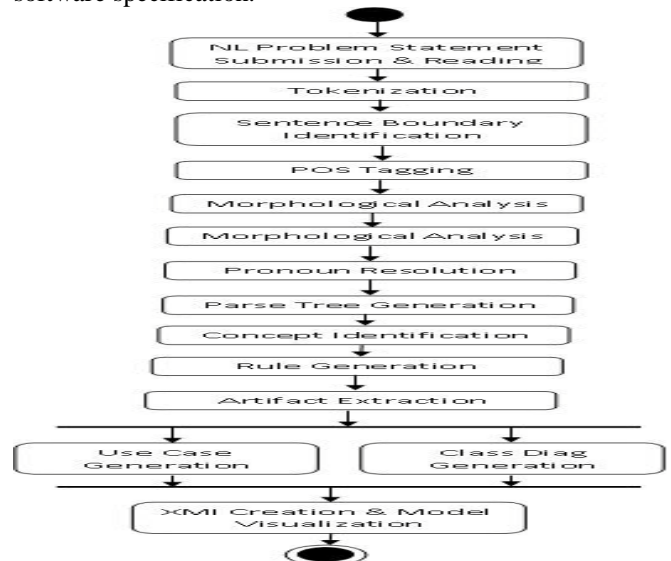 software specification.
NL Problem Statement
Submission & Reading
Tokenization
Sentence Boundary
Identification
POS Tagging
Morphological Analysis
Morphological Analysis
Pronoun Resolution
Parse Tree Generation
Concept Identification
Rule Generation
Artifact Extraction
Use Case
Generation
Class Diag
Generation
XMI Creation & Model
Visualization